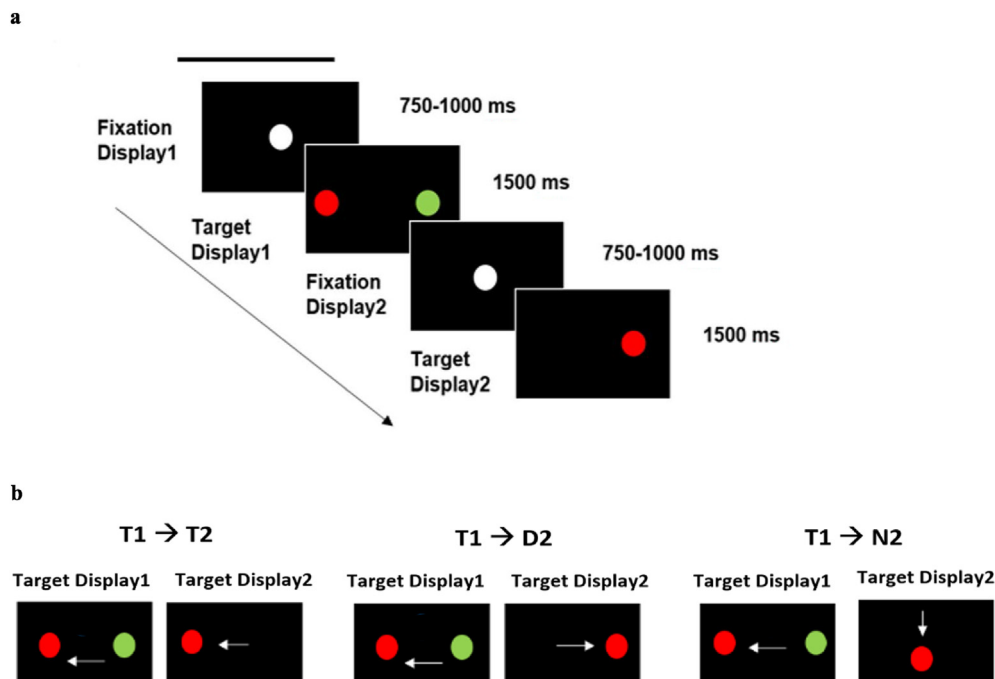 a
750-1000 ms
Fixation
Display1
1500 ms
Target
Display1
750-1000 ms
Fixation
Display2
1500 ms
Target
Display2
b
T1 → T2
T1 → D2
T1 → N2
Target Display1
Target Display2
Target Display1
Target Display2
Target Display1
Target Display2